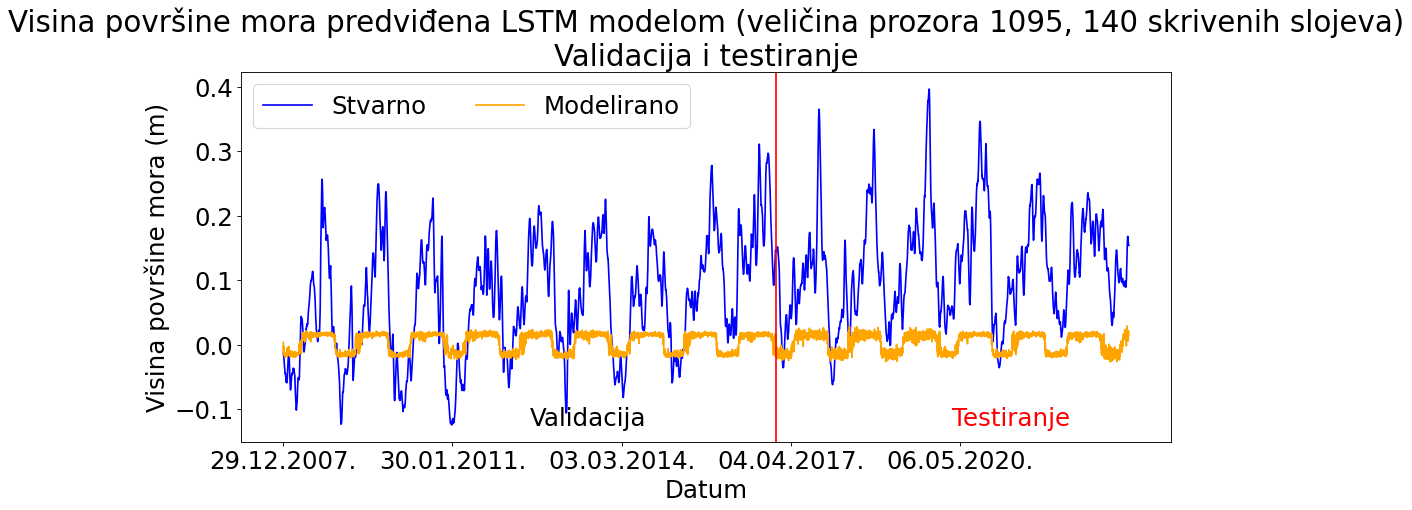 Visina površine mora predviđena LSTM modelom (veličina prozora 1095, 140 skrivenih slojeva)
Validacija i testiranje
Stvarno
Modelirano
Visina površine mora (m)
0.4
0.3
0.2
0.1
0.0
−0.1
Validacija
Testiranje
29.12.2007.
30.01.2011.
03.03.2014.
04.04.2017.
06.05.2020.
Datum